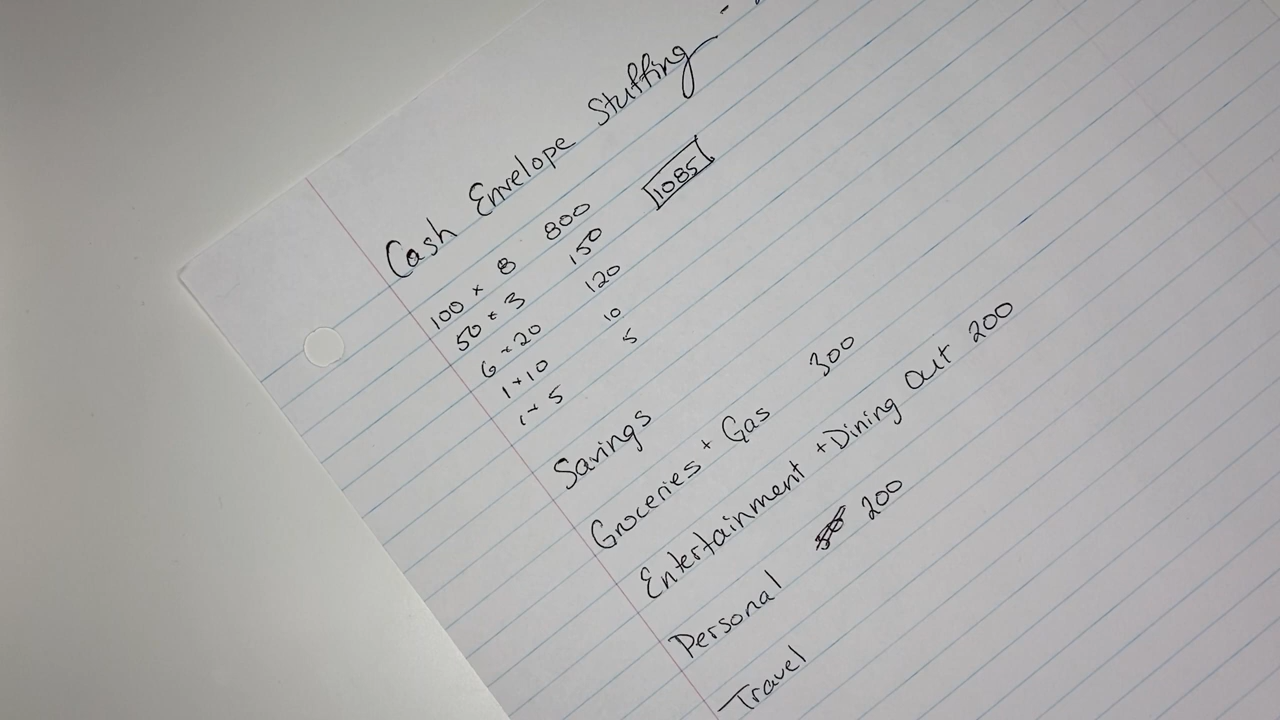 Cash Envelope Stuffing -
1085
100 x 8 800
50 x 3 150
6 x 20 120
1 x 10 10
1 x 5 5
Savings
Groceries + Gas 300
Entertainment + Dining Out 200
Personal 200
Travel